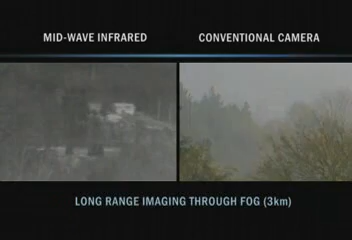 MID-WAVE INFRARED
CONVENTIONAL CAMERA
LONG RANGE IMAGING THROUGH FOG (3km)